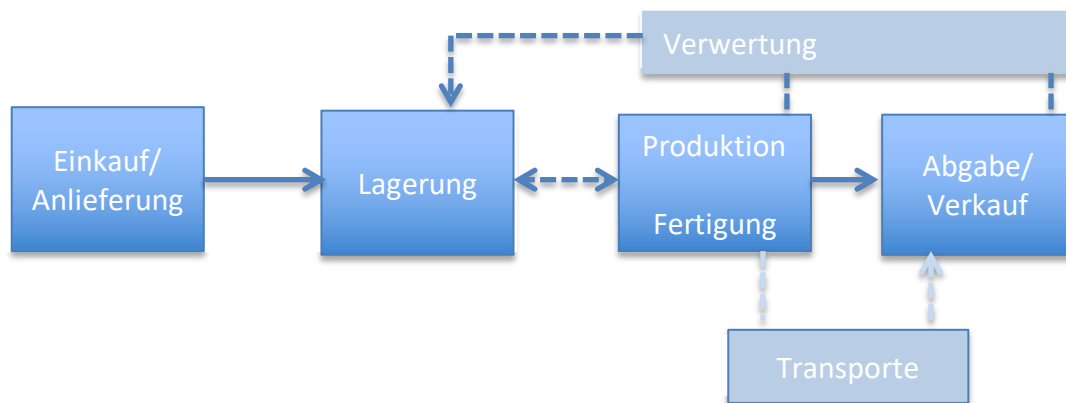 Verwertung
Einkauf/
Anlieferung
Lagerung
Produktion
Fertigung
Abgabe/
Verkauf
Transporte